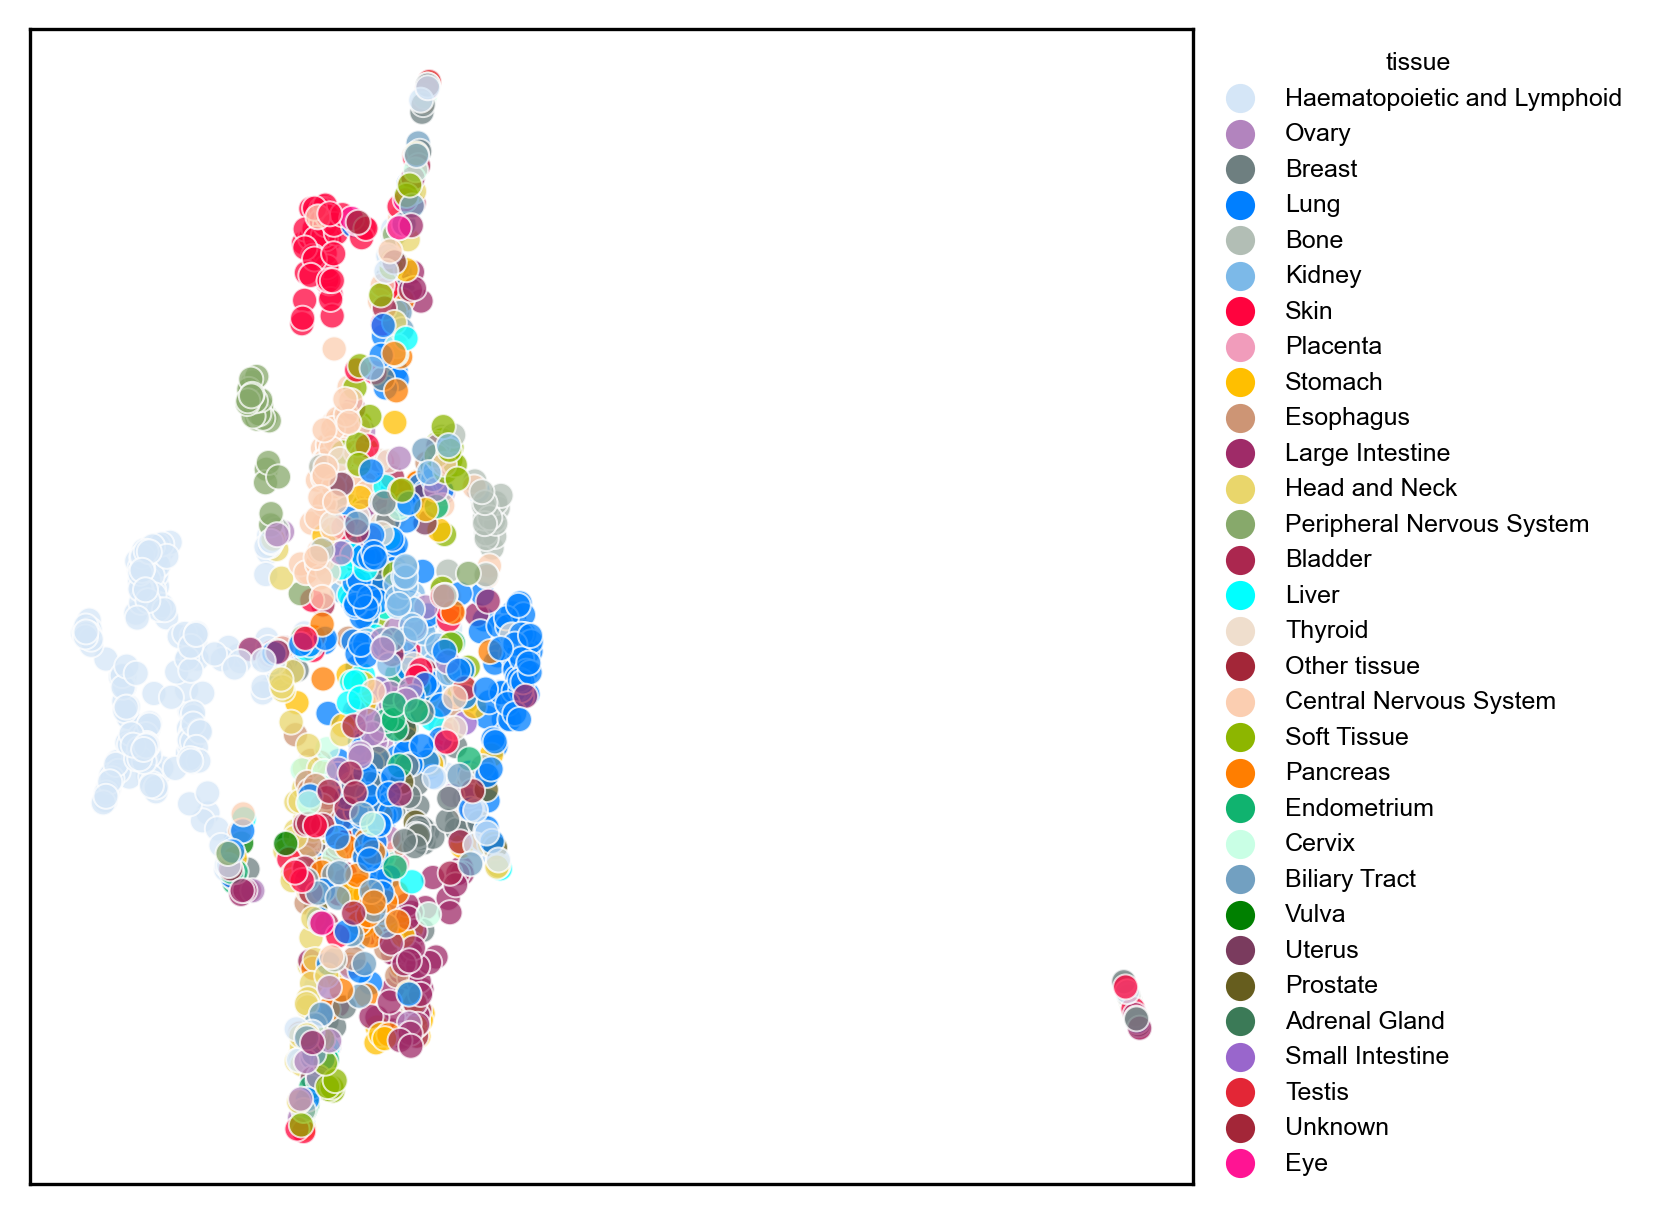 tissue
Haematopoietic and Lymphoid
Ovary
Breast
Lung
Bone
Kidney
Skin
Placenta
Stomach
Esophagus
Large Intestine
Head and Neck
Peripheral Nervous System
Bladder
Liver
Thyroid
Other tissue
Central Nervous System
Soft Tissue
Pancreas
Endometrium
Cervix
Biliary Tract
Vulva
Uterus
Prostate
Adrenal Gland
Small Intestine
Testis
Unknown
Eye